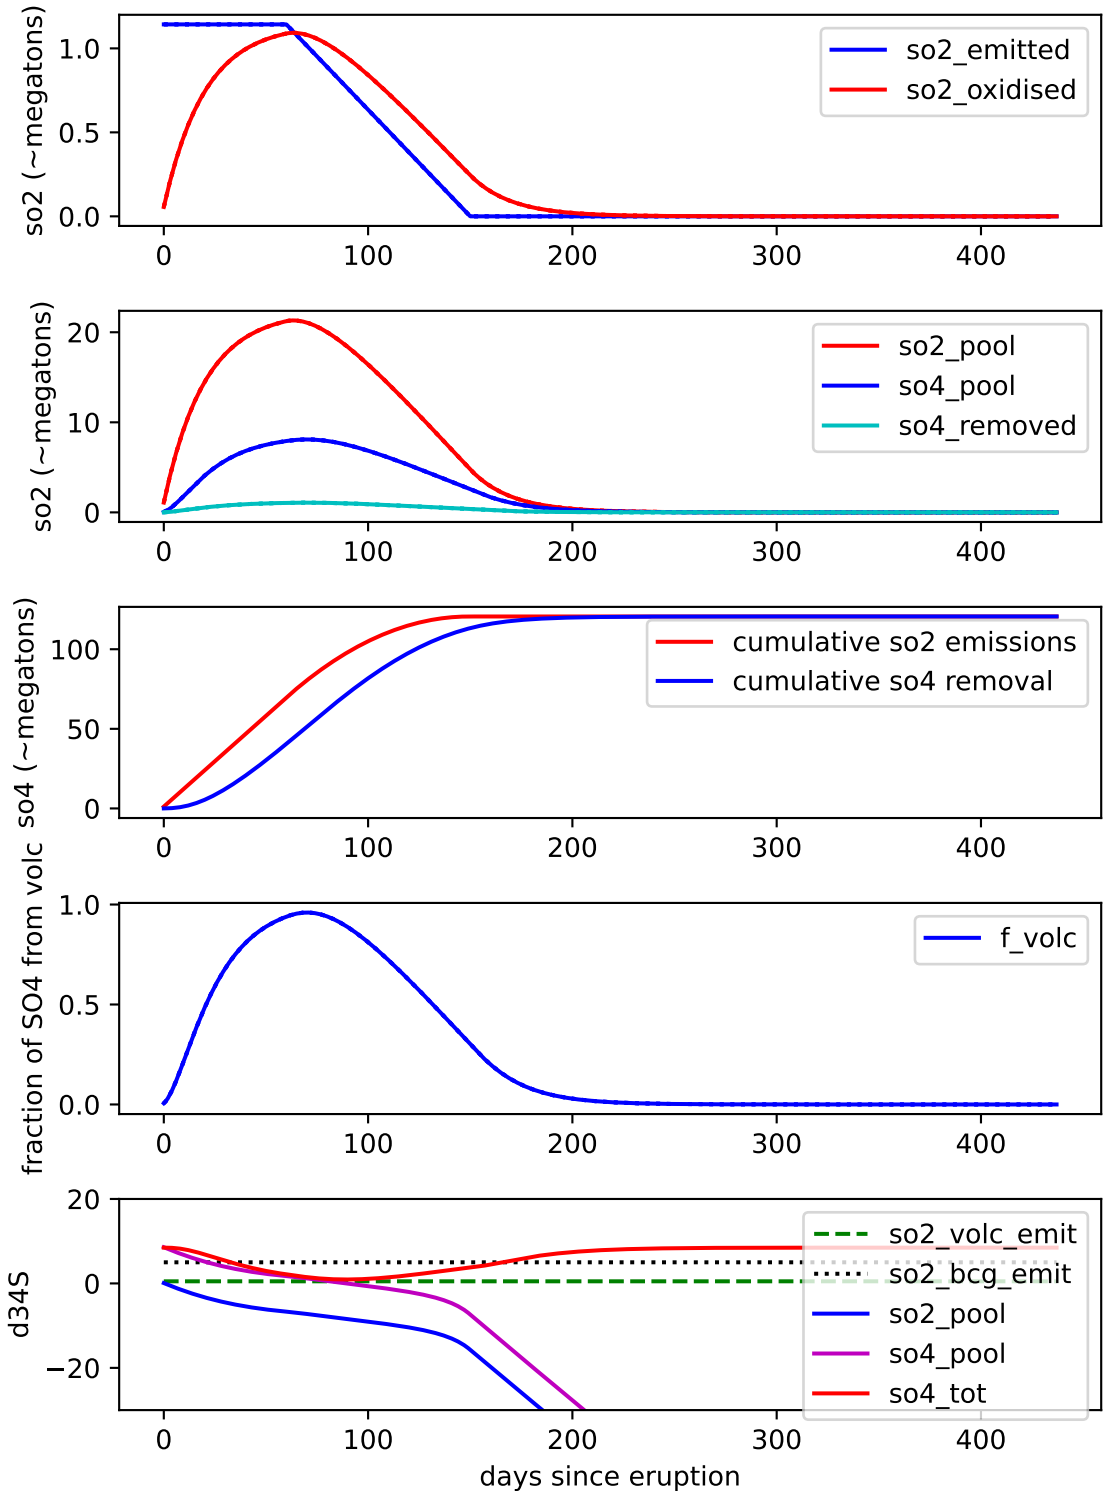 so2 (~megatons)
1.0
0.5
0.0
so2_emitted
so2_oxidised
0 100 200 300 400
so2 (~megatons)
20
10
0
so2_pool
so4_pool
so4_removed
0 100 200 300 400
so4 (~megatons)
100
50
0
cumulative so2 emissions
cumulative so4 removal
0 100 200 300 400
fraction of SO4 from volc
1.0
0.5
0.0
f_volc
0 100 200 300 400
d34S
20
0
−20
so2_volc_emit
so2_bcg_emit
so2_pool
so4_pool
so4_tot
0 100 200 300 400
days since eruption